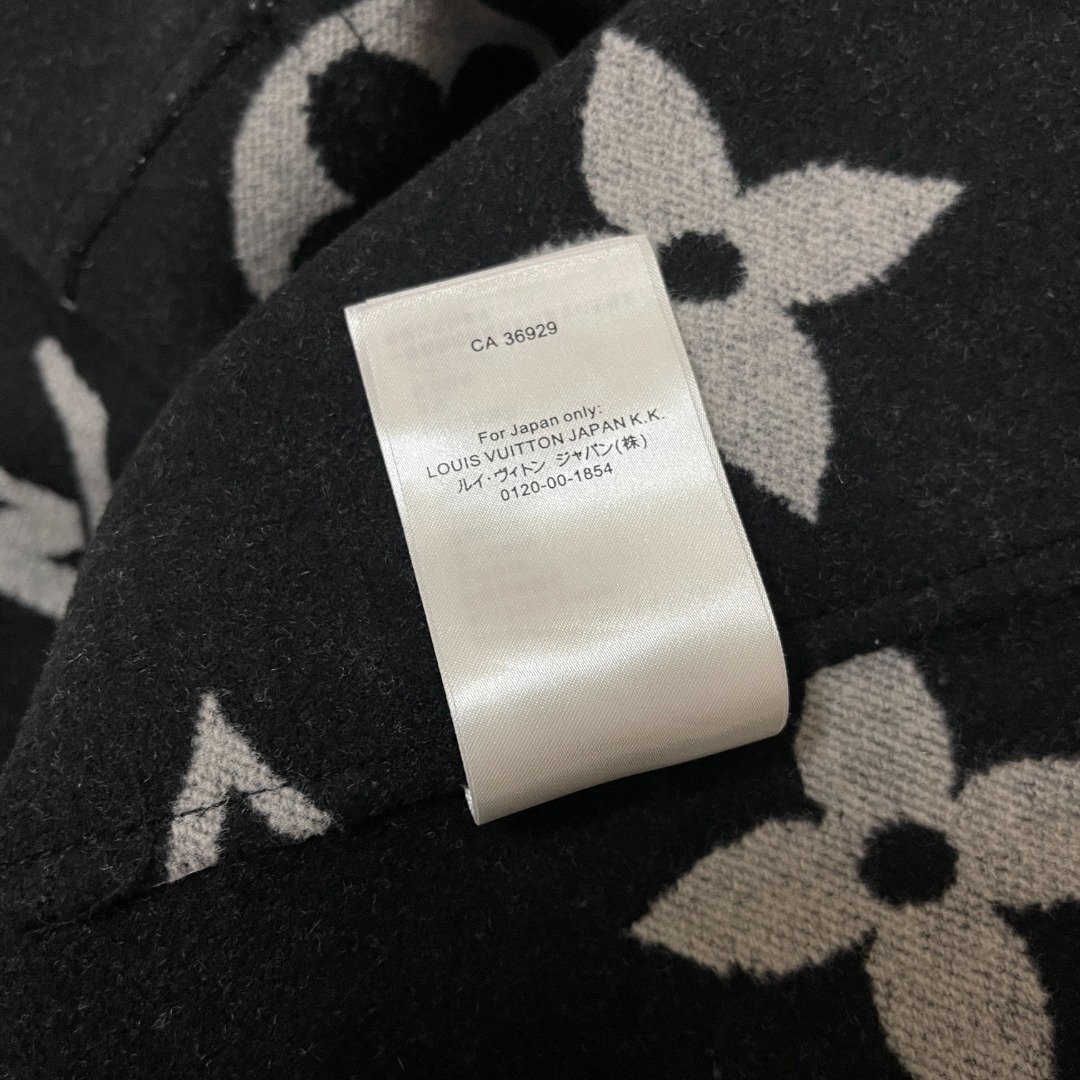 CA 36929
For Japan only:
LOUIS VUITTON JAPAN K.K.
ルイ・ヴィトン ジャパン(株)
0120-00-1854